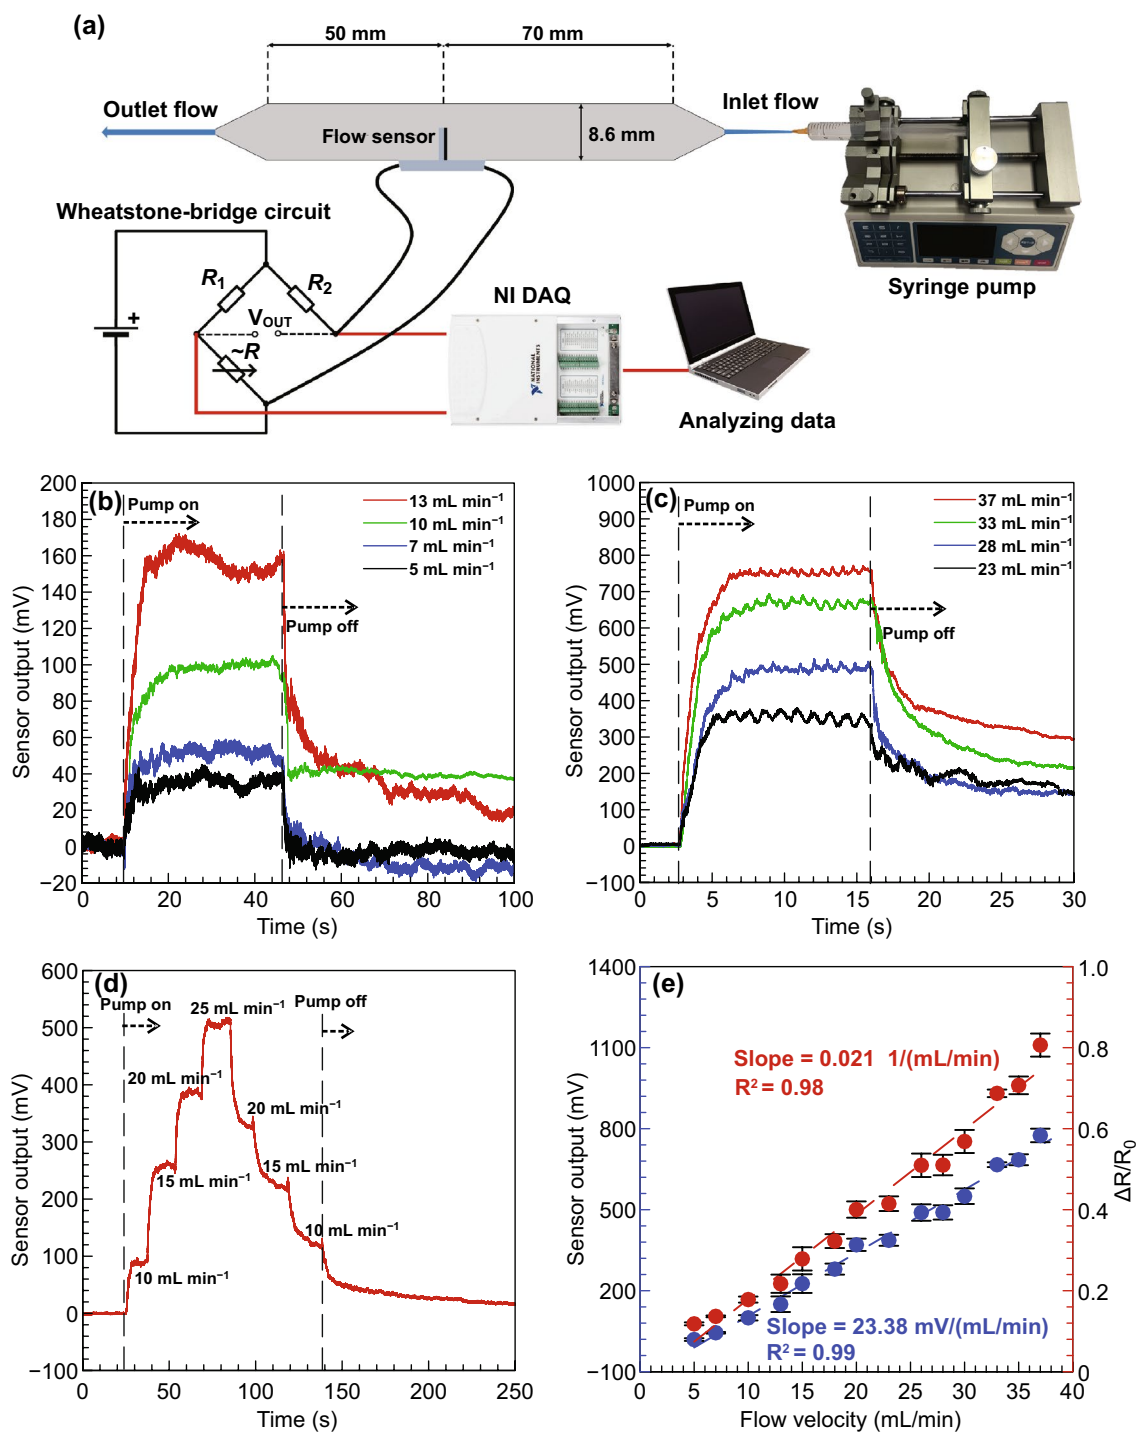 (a)
50 mm
70 mm
Outlet flow
Inlet flow
Flow sensor
8.6 mm
Wheatstone-bridge circuit
R1
R2
VOUT
~R
+
NI DAQ
NATIONAL INSTRUMENTS
Syringe pump
Analyzing data
(b)
Pump on
13 mL min−1
10 mL min−1
7 mL min−1
5 mL min−1
Pump off
Sensor output (mV)
200
180
160
140
120
100
80
60
40
20
0
−20
0 20 40 60 80 100
Time (s)
(c)
Pump on
37 mL min−1
33 mL min−1
28 mL min−1
23 mL min−1
Pump off
Sensor output (mV)
1000
900
800
700
600
500
400
300
200
100
0
−100
0 5 10 15 20 25 30
Time (s)
(d)
Pump on
25 mL min−1
Pump off
20 mL min−1
20 mL min−1
15 mL min−1
15 mL min−1
10 mL min−1
10 mL min−1
Sensor output (mV)
600
500
400
300
200
100
0
−100
0 50 100 150 200 250
Time (s)
(e)
Slope = 0.021 1/(mL/min)
R2 = 0.98
Slope = 23.38 mV/(mL/min)
R2 = 0.99
Sensor output (mV)
1400
1100
800
500
200
−100
ΔR/R0
1.0
0.8
0.6
0.4
0.2
0
0 5 10 15 20 25 30 35 40
Flow velocity (mL/min)